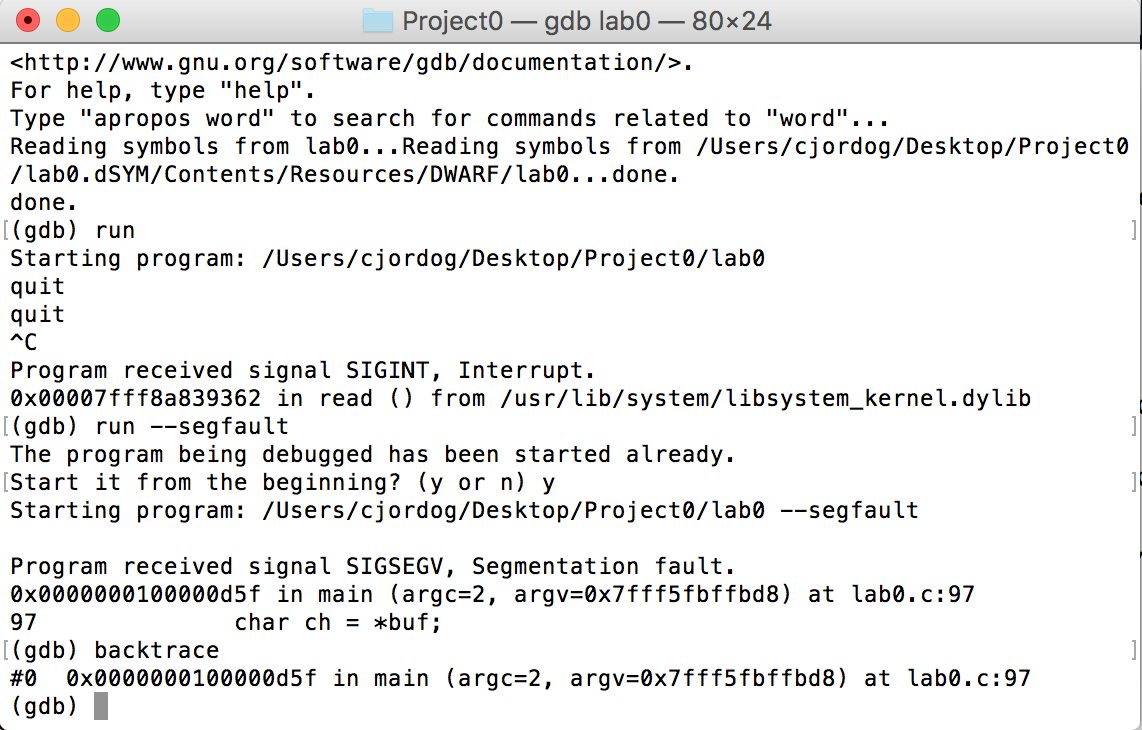 Project0 — gdb lab0 — 80×24
<http://www.gnu.org/software/gdb/documentation/>.
For help, type "help".
Type "apropos word" to search for commands related to "word"...
Reading symbols from lab0...Reading symbols from /Users/cjordog/Desktop/Project0
/lab0.dSYM/Contents/Resources/DWARF/lab0...done.
done.
[(gdb) run ]
Starting program: /Users/cjordog/Desktop/Project0/lab0
quit
quit
^C
Program received signal SIGINT, Interrupt.
0x00007fff8a839362 in read () from /usr/lib/system/libsystem_kernel.dylib
[(gdb) run --segfault ]
The program being debugged has been started already.
[Start it from the beginning? (y or n) y ]
Starting program: /Users/cjordog/Desktop/Project0/lab0 --segfault

Program received signal SIGSEGV, Segmentation fault.
0x0000000100000d5f in main (argc=2, argv=0x7fff5fbffbd8) at lab0.c:97
97              char ch = *buf;
[(gdb) backtrace ]
#0  0x0000000100000d5f in main (argc=2, argv=0x7fff5fbffbd8) at lab0.c:97
(gdb)